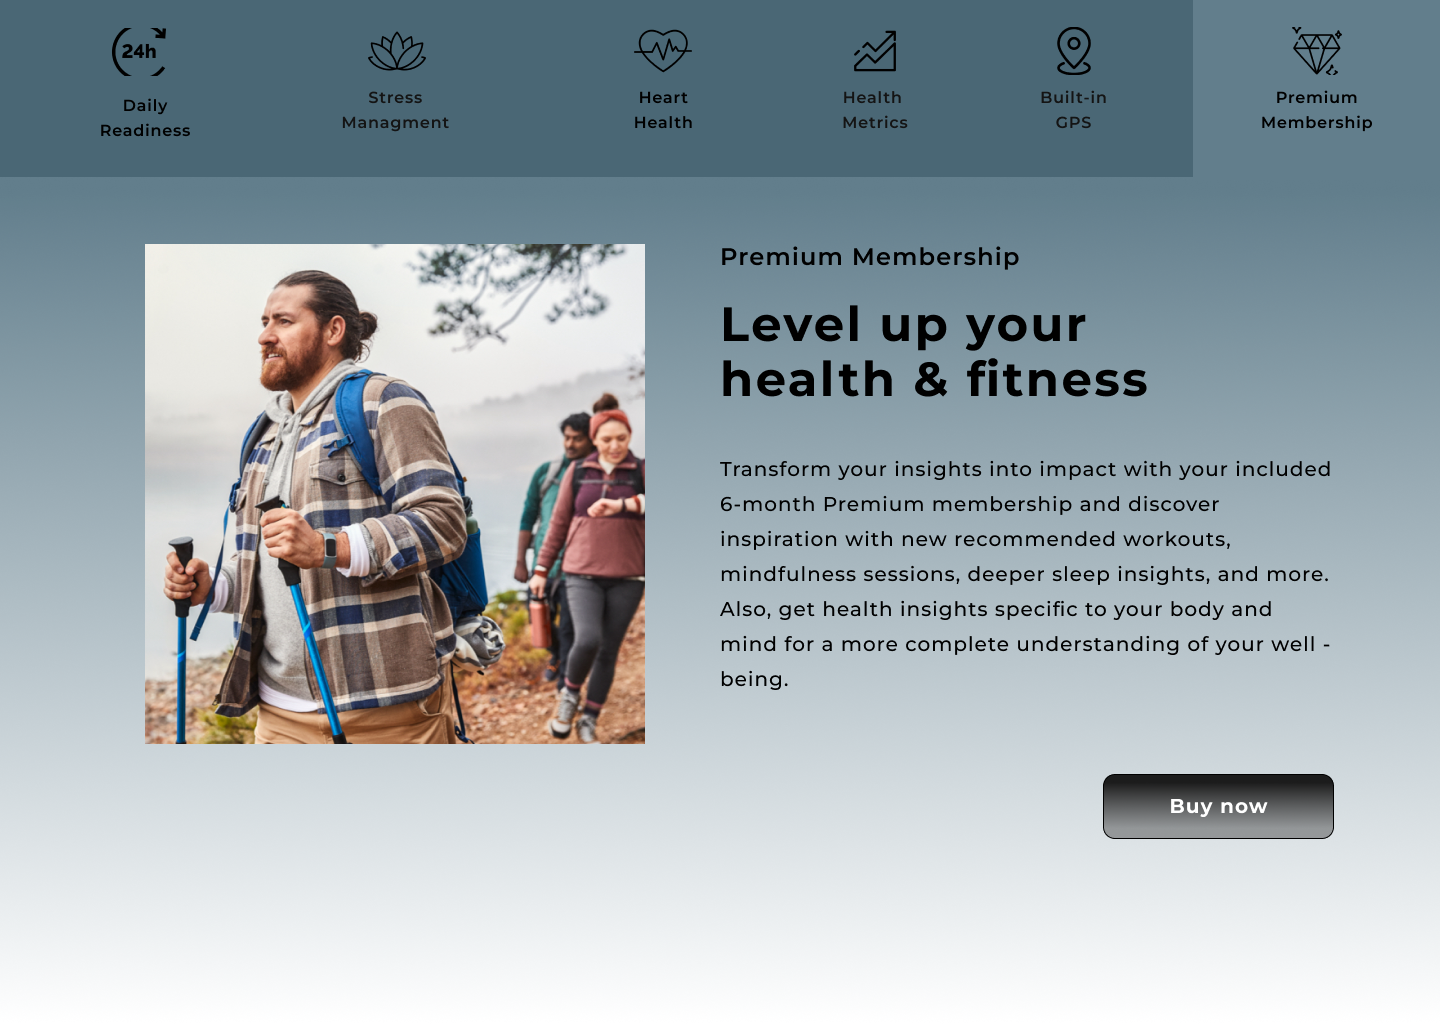 24h
Daily
Readiness
Stress
Managment
Heart
Health
Health
Metrics
Built-in
GPS
Premium
Membership
Premium Membership
Level up your
health & fitness
Transform your insights into impact with your included
6-month Premium membership and discover
inspiration with new recommended workouts,
mindfulness sessions, deeper sleep insights, and more.
Also, get health insights specific to your body and
mind for a more complete understanding of your well -
being.
Buy now